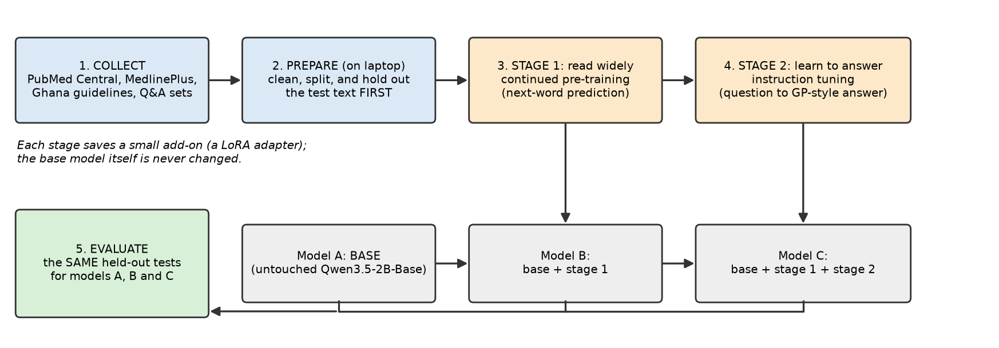 1. COLLECT
PubMed Central, MedlinePlus,
Ghana guidelines, Q&A sets
2. PREPARE (on laptop)
clean, split, and hold out
the test text FIRST
3. STAGE 1: read widely
continued pre-training
(next-word prediction)
4. STAGE 2: learn to answer
instruction tuning
(question to GP-style answer)
Each stage saves a small add-on (a LoRA adapter);
the base model itself is never changed.
5. EVALUATE
the SAME held-out tests
for models A, B and C
Model A: BASE
(untouched Qwen3.5-2B-Base)
Model B:
base + stage 1
Model C:
base + stage 1 + stage 2